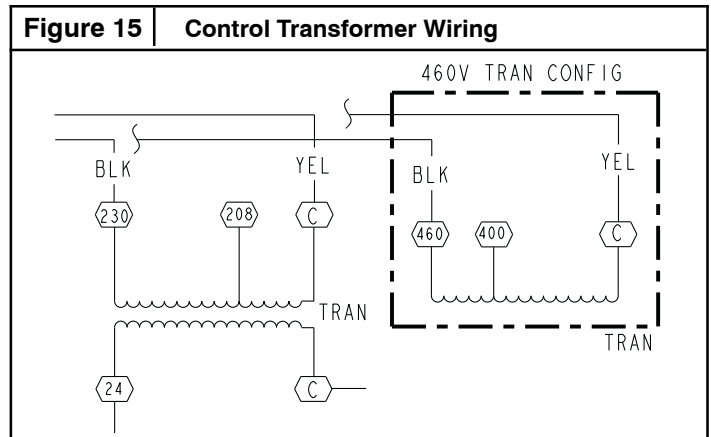 Figure 15 Control Transformer Wiring
460V TRAN CONFIG
BLK YEL BLK YEL
230 208 C 460 400 C
TRAN
TRAN
24 C